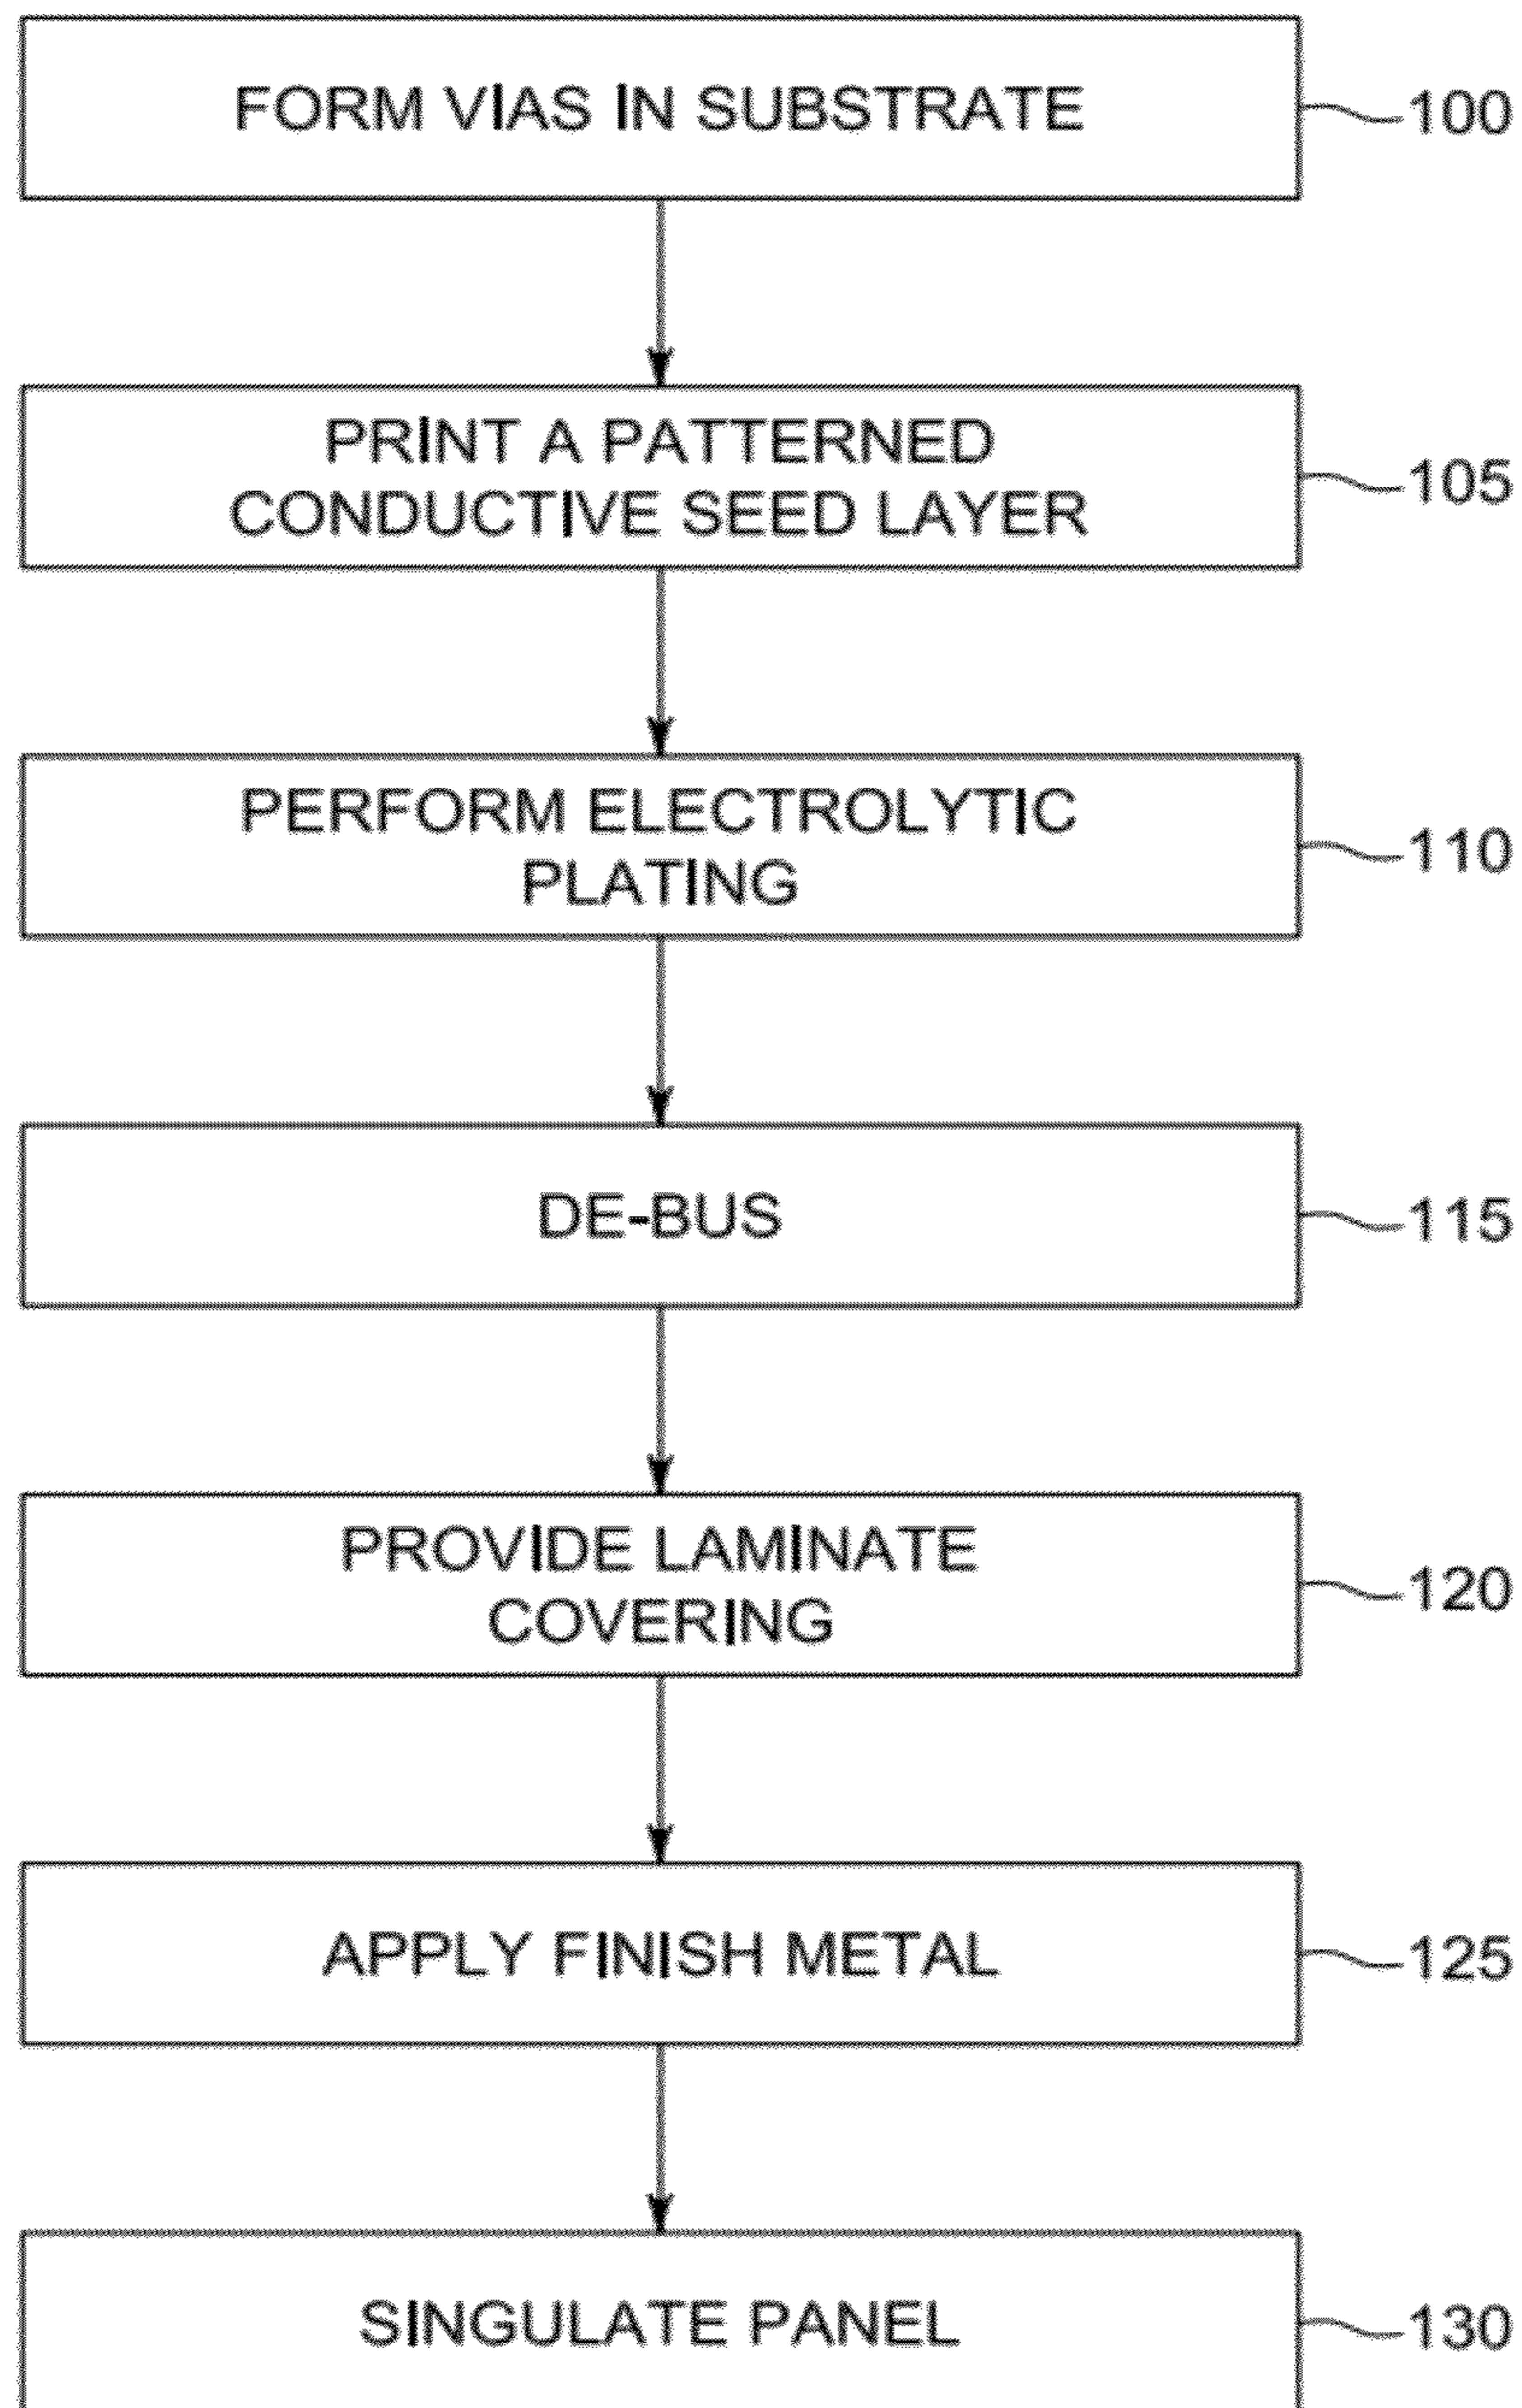 FORM VIAS IN SUBSTRATE
100
PRINT A PATTERNED
CONDUCTIVE SEED LAYER
105
PERFORM ELECTROLYTIC
PLATING
110
DE-BUS
115
PROVIDE LAMINATE
COVERING
120
APPLY FINISH METAL
125
SINGULATE PANEL
130